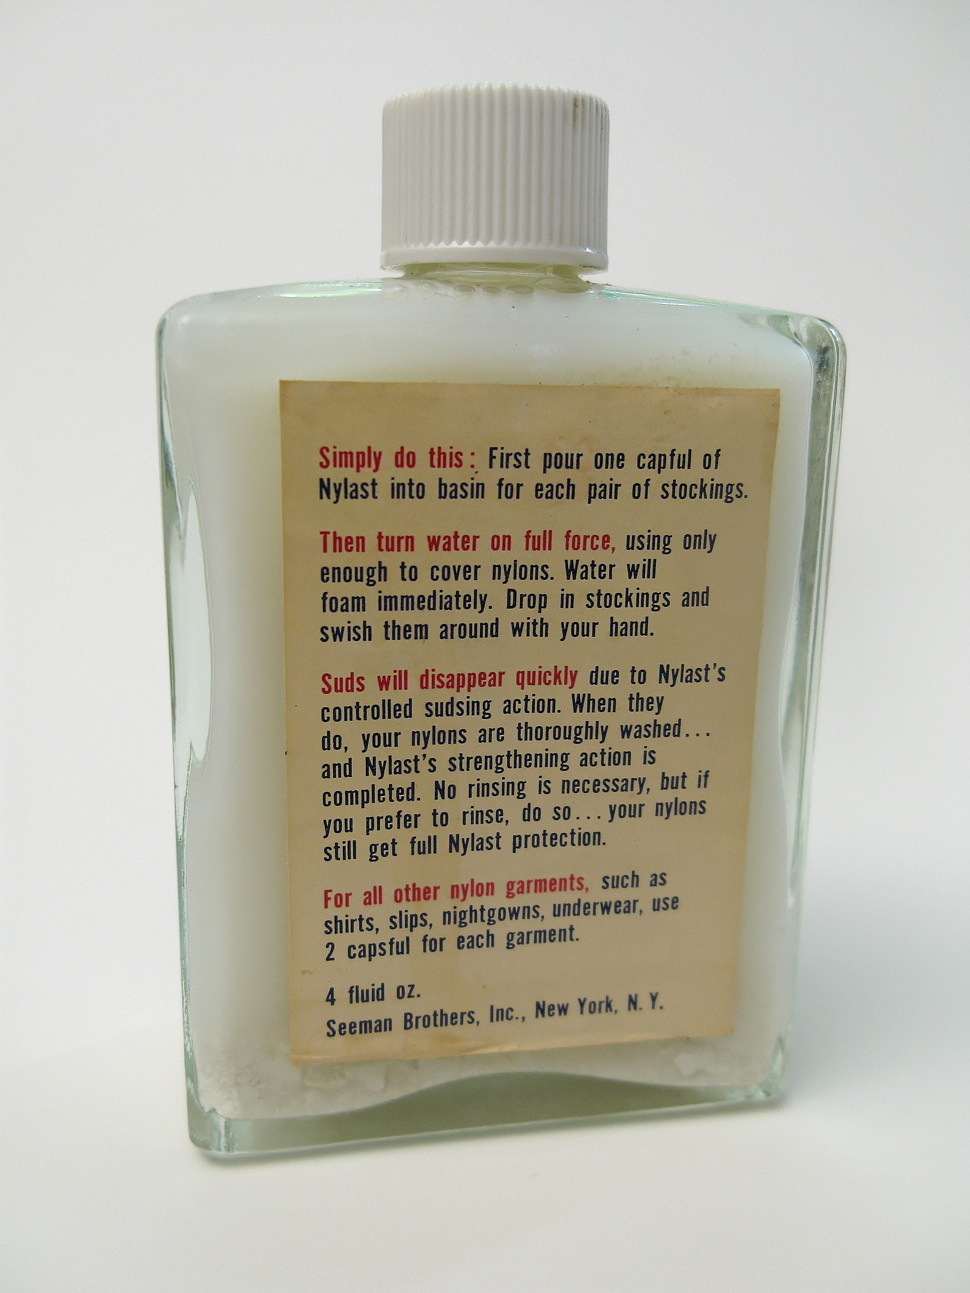 Simply do this: First pour one capful of
Nylast into basin for each pair of stockings.
Then turn water on full force, using only
enough to cover nylons. Water will
foam immediately. Drop in stockings and
swish them around with your hand.
Suds will disappear quickly due to Nylast's
controlled sudsing action. When they
do, your nylons are thoroughly washed...
and Nylast's strengthening action is
completed. No rinsing is necessary, but if
you prefer to rinse, do so... your nylons
still get full Nylast protection.
For all other nylon garments, such as
shirts, slips, nightgowns, underwear, use
2 capsful for each garment.
4 fluid oz.
Seeman Brothers, Inc., New York, N. Y.